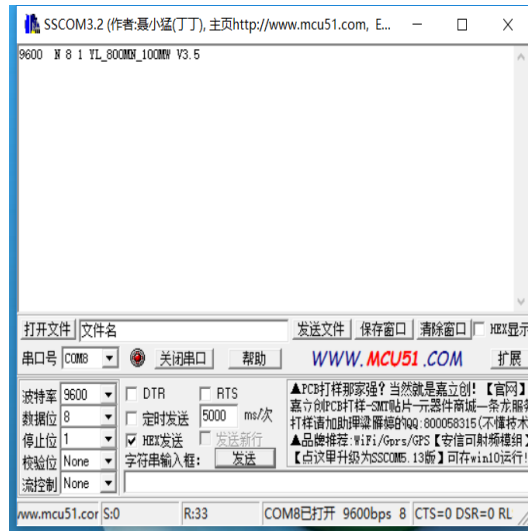 SSCOM3.2 (作者:聂小猛(丁丁), 主页http://www.mcu51.com, E...
9600 N 8 1 YL_800MN_100MW V3.5
打开文件 文件名 发送文件 保存窗口 清除窗口 HEX显示
串口号 COM8 关闭串口 帮助 WWW.MCU51.COM 扩展
波特率 9600 DTR RTS
数据位 8 定时发送 5000 ms/次
停止位 1 HEX发送 发送新行
校验位 None 字符串输入框: 发送
流控制 None
▲PCB打样那家强? 当然就是嘉立创! 【官网】
嘉立创PCB打样-SMT贴片-元器件商城一条龙服务
打样请加助理梁雁嫦的QQ:800058315(不懂技术
▲品牌推荐:WiFi/Gprs/GPS【安信可射频模组】
【点这里升级为SSCOM5.13版】可在win10运行!
www.mcu51.cor S:0 R:33 COM8已打开 9600bps 8 CTS=0 DSR=0 RL